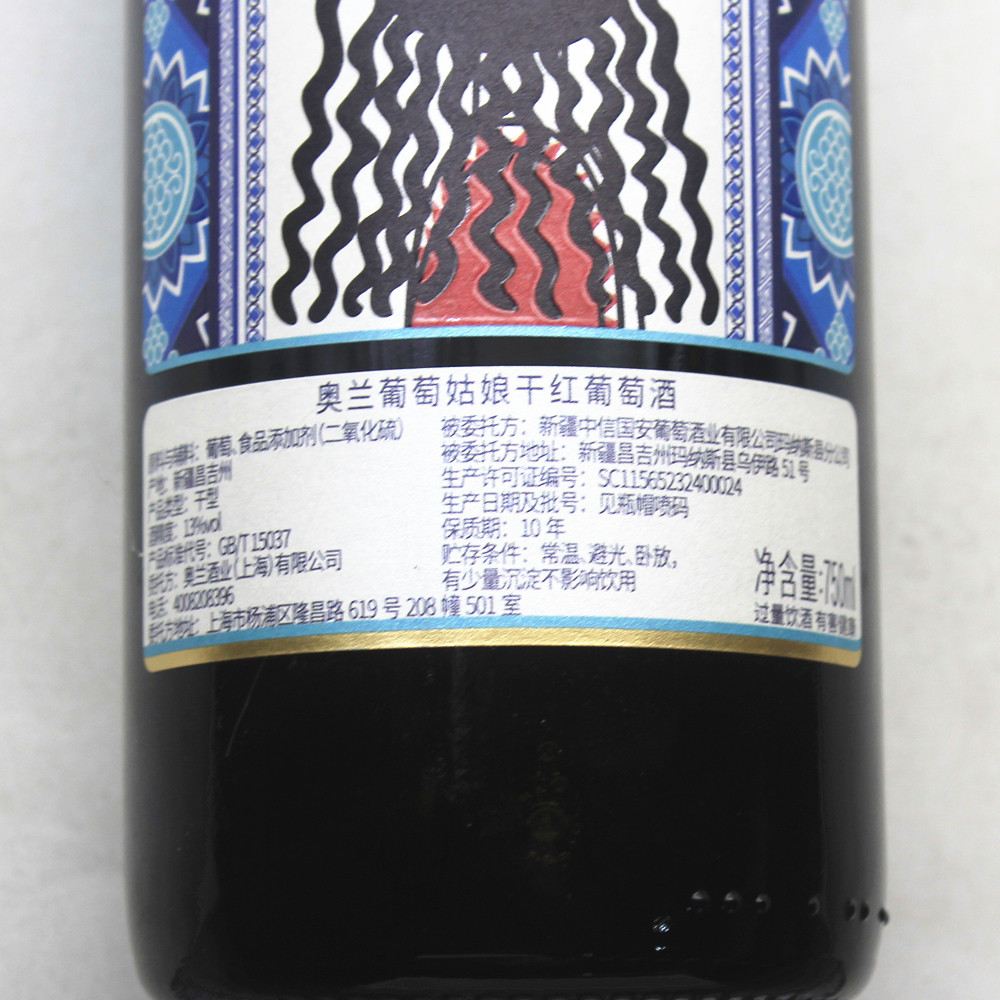 奥兰葡萄姑娘干红葡萄酒
原料与辅料：葡萄、食品添加剂（二氧化硫）
产地：新疆昌吉州
产品类型：干型
酒精度：13%vol
产品标准代号：GB/T 15037
委托方：奥兰酒业（上海）有限公司
电话：4008208396
委托方地址：上海市杨浦区隆昌路 619 号 208 幢 501 室
被委托方：新疆中信国安葡萄酒业有限公司玛纳斯县分公司
被委托方地址：新疆昌吉州玛纳斯县乌伊路 51 号
生产许可证编号：SC11565232400024
生产日期及批号：见瓶帽喷码
保质期：10 年
贮存条件：常温、避光、卧放，
有少量沉淀不影响饮用
净含量:750ml
过量饮酒 有害健康